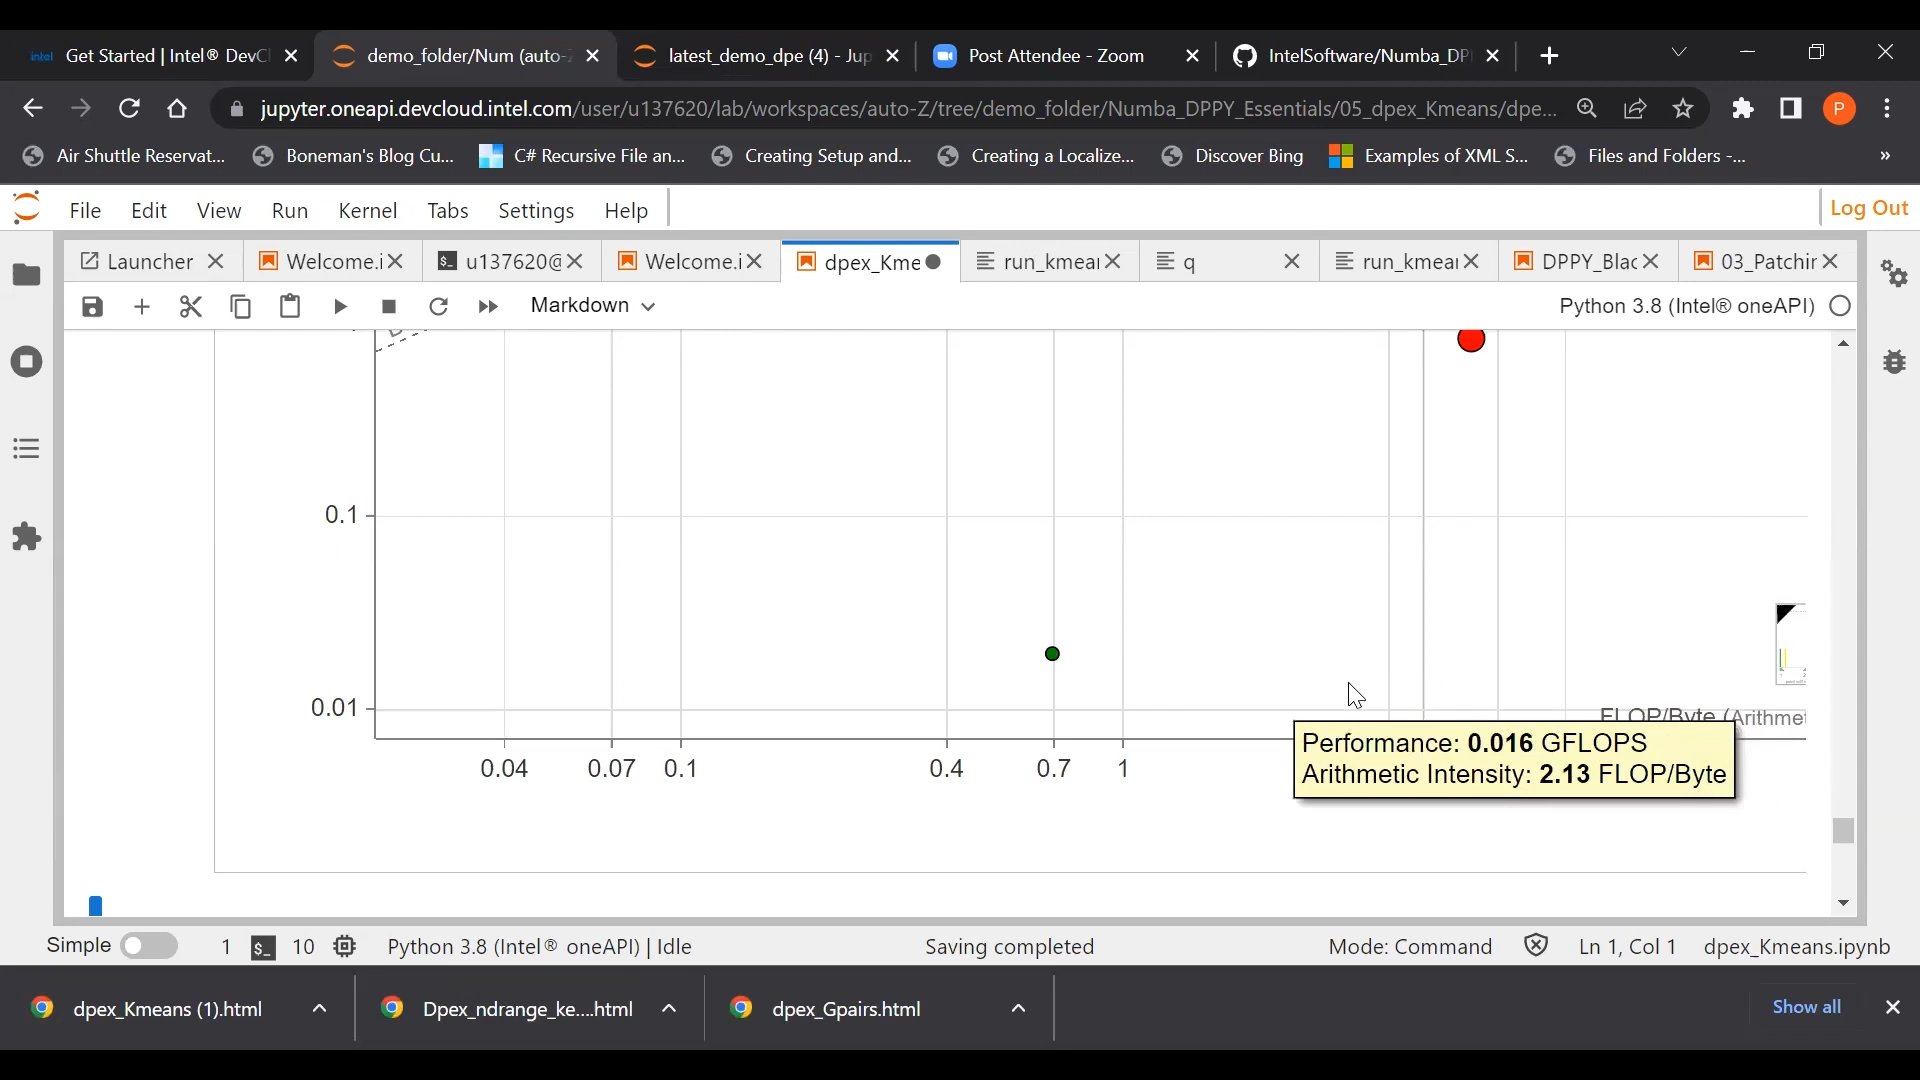 intel Get Started | Intel® DevCl
demo_folder/Num (auto-Z
latest_demo_dpe (4) - Jup
Post Attendee - Zoom
IntelSoftware/Numba_DP
jupyter.oneapi.devcloud.intel.com/user/u137620/lab/workspaces/auto-Z/tree/demo_folder/Numba_DPPY_Essentials/05_dpex_Kmeans/dpe...
P
Air Shuttle Reservat...
Boneman's Blog Cu...
C# Recursive File an...
Creating Setup and...
Creating a Localize...
Discover Bing
Examples of XML S...
Files and Folders -...
»
File Edit View Run Kernel Tabs Settings Help
Log Out
Launcher
Welcome.i
u137620@
Welcome.i
dpex_Kme
run_kmea
q
run_kmea
DPPY_Blac
03_Patchin
Markdown
Python 3.8 (Intel® oneAPI)
0.1
0.01
FLOP/Byte (Arithmet
Performance: 0.016 GFLOPS
Arithmetic Intensity: 2.13 FLOP/Byte
0.04 0.07 0.1 0.4 0.7 1
Simple
1 $_ 10
Python 3.8 (Intel® oneAPI) | Idle
Saving completed
Mode: Command
Ln 1, Col 1
dpex_Kmeans.ipynb
dpex_Kmeans (1).html
Dpex_ndrange_ke....html
dpex_Gpairs.html
Show all